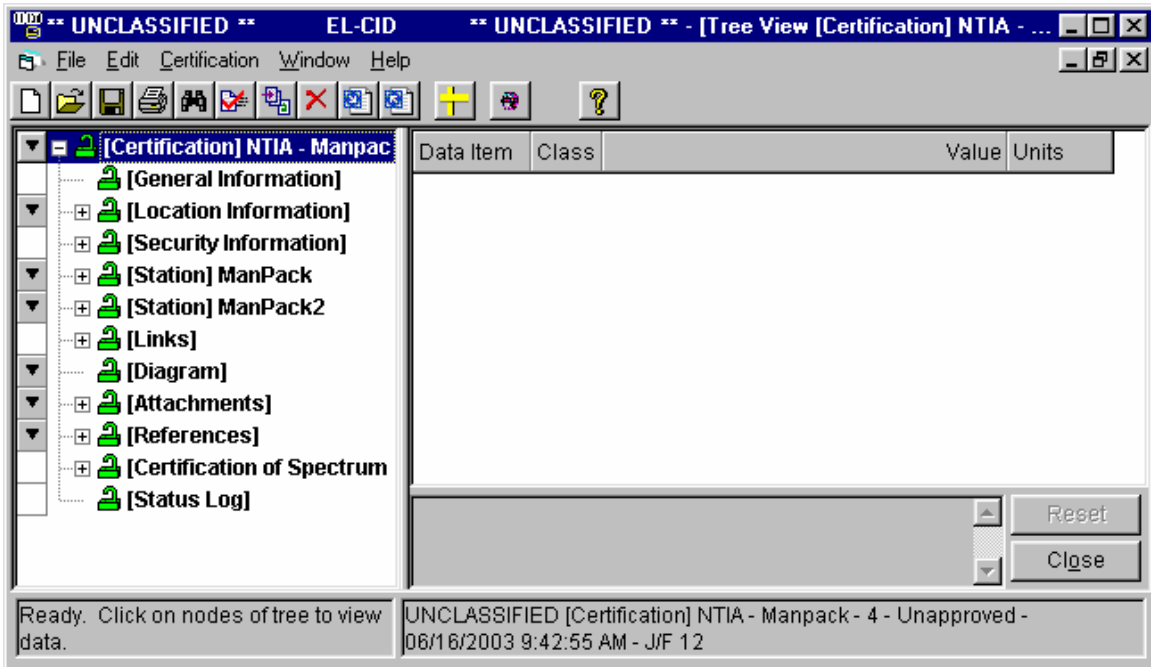 ** UNCLASSIFIED ** EL-CID ** UNCLASSIFIED ** - [Tree View [Certification] NTIA - ...
File Edit Certification Window Help
[Certification] NTIA - Manpac
[General Information]
[Location Information]
[Security Information]
[Station] ManPack
[Station] ManPack2
[Links]
[Diagram]
[Attachments]
[References]
[Certification of Spectrum
[Status Log]
Data Item Class Value Units
Reset
Close
Ready. Click on nodes of tree to view
data.
UNCLASSIFIED [Certification] NTIA - Manpack - 4 - Unapproved -
06/16/2003 9:42:55 AM - J/F 12